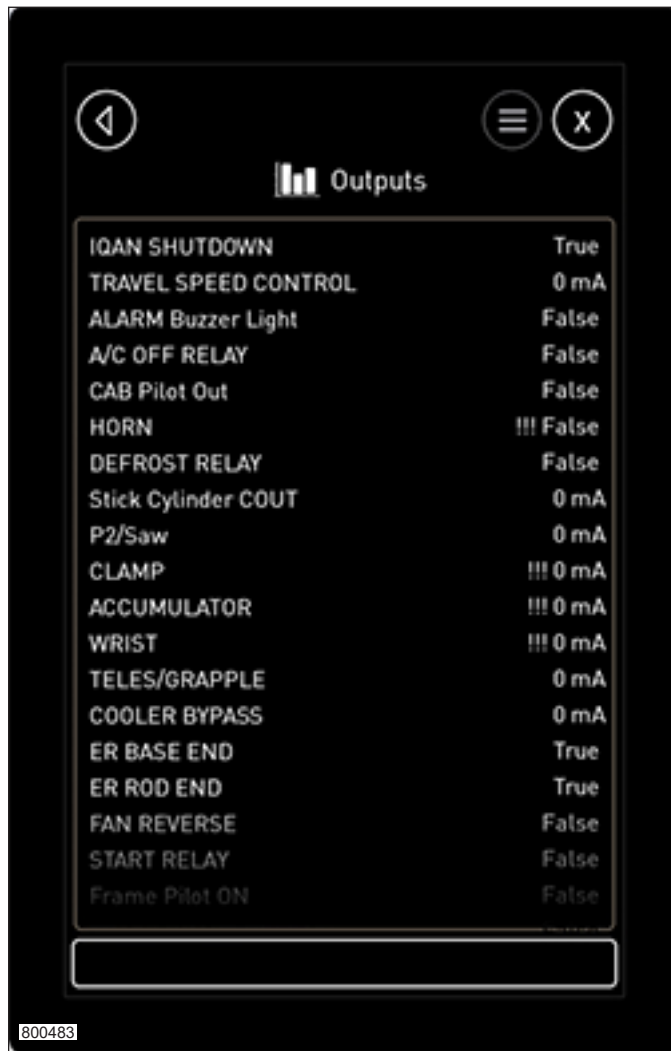 X
Outputs
IQAN SHUTDOWN True
TRAVEL SPEED CONTROL 0 mA
ALARM Buzzer Light False
A/C OFF RELAY False
CAB Pilot Out False
HORN !!! False
DEFROST RELAY False
Stick Cylinder COUT 0 mA
P2/Saw 0 mA
CLAMP !!! 0 mA
ACCUMULATOR !!! 0 mA
WRIST !!! 0 mA
TELES/GRAPPLE 0 mA
COOLER BYPASS 0 mA
ER BASE END True
ER ROD END True
FAN REVERSE False
START RELAY False
Frame Pilot ON False
800483